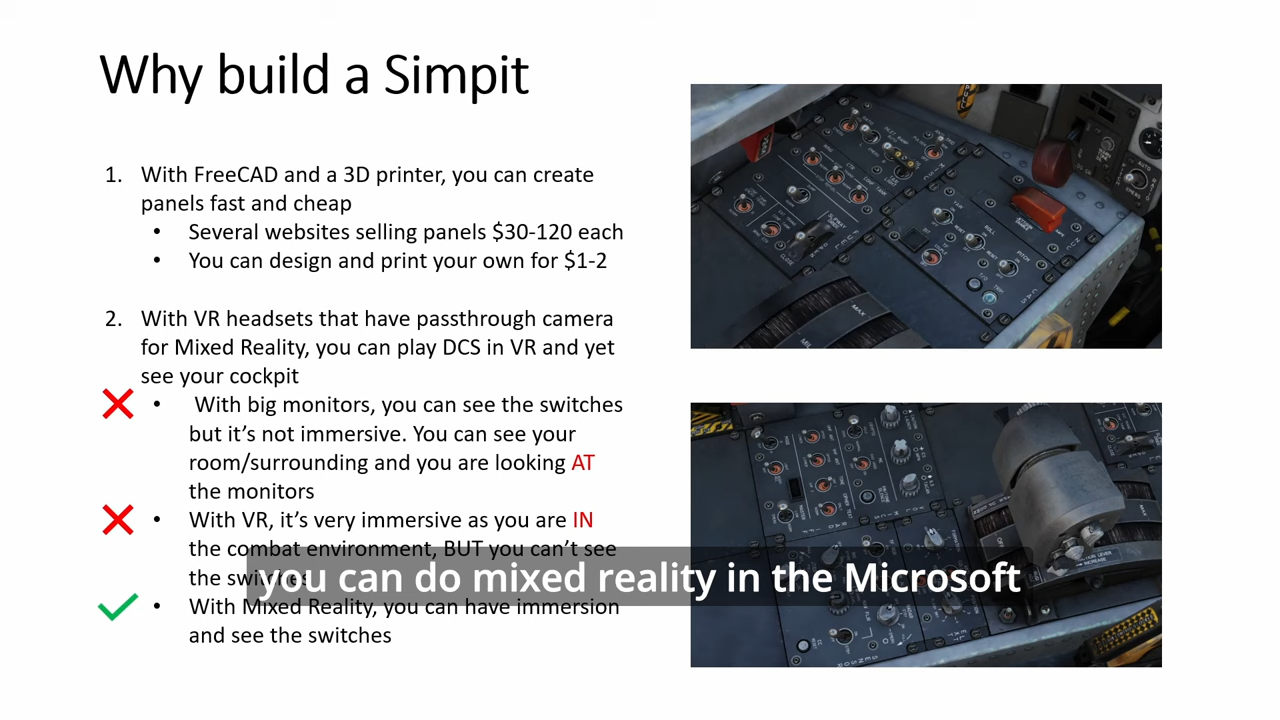 Why build a Simpit
1. With FreeCAD and a 3D printer, you can create
panels fast and cheap
• Several websites selling panels $30-120 each
• You can design and print your own for $1-2
2. With VR headsets that have passthrough camera
for Mixed Reality, you can play DCS in VR and yet
see your cockpit
• With big monitors, you can see the switches
but it's not immersive. You can see your
room/surrounding and you are looking AT
the monitors
• With VR, it's very immersive as you are IN
the combat environment, BUT you can't see
the switches
• With Mixed Reality, you can have immersion
and see the switches
you can do mixed reality in the Microsoft
MAX